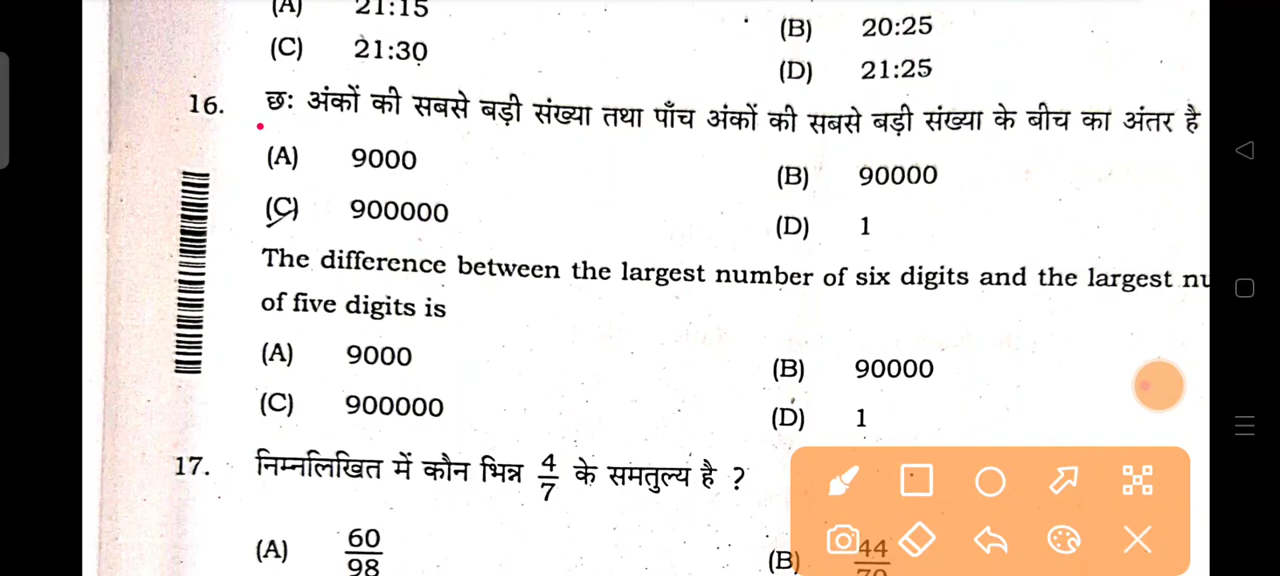 (A) 21:15
(B) 20:25
(C) 21:30
(D) 21:25
16. छः अंकों की सबसे बड़ी संख्या तथा पाँच अंकों की सबसे बड़ी संख्या के बीच का अंतर है
(A) 9000
(B) 90000
(C) 900000
(D) 1
The difference between the largest number of six digits and the largest
of five digits is
(A) 9000
(B) 90000
(C) 900000
(D) 1
17. निम्नलिखित में कौन भिन्न 4/7 के समतुल्य है ?
(A) 60/98
(B) 44